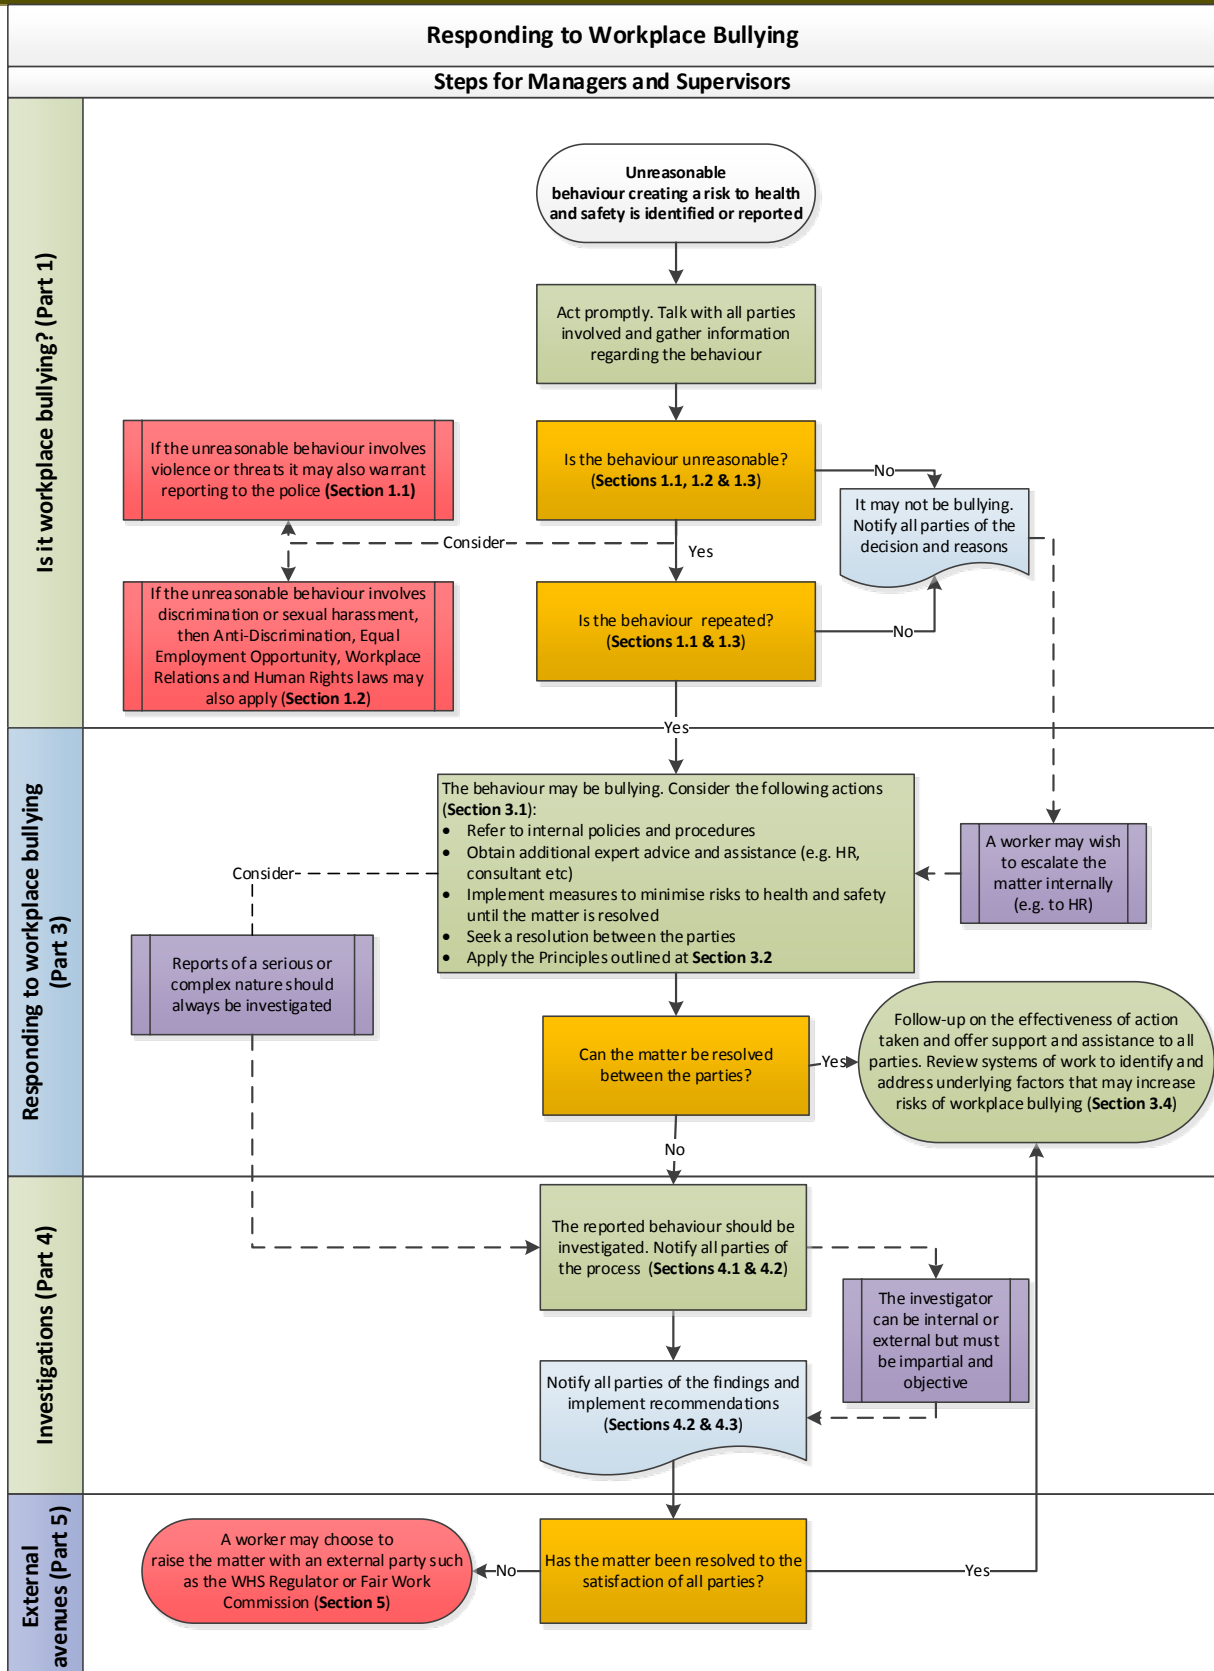 Responding to Workplace Bullying
Steps for Managers and Supervisors
Is it workplace bullying? (Part 1)
Unreasonable
behaviour creating a risk to health
and safety is identified or reported
Act promptly. Talk with all parties
involved and gather information
regarding the behaviour
If the unreasonable behaviour involves
violence or threats it may also warrant
reporting to the police (Section 1.1)
Is the behaviour unreasonable?
(Sections 1.1, 1.2 & 1.3)
No
It may not be bullying.
Notify all parties of the
decision and reasons
Consider
Yes
If the unreasonable behaviour involves
discrimination or sexual harassment,
then Anti-Discrimination, Equal
Employment Opportunity, Workplace
Relations and Human Rights laws may
also apply (Section 1.2)
Is the behaviour repeated?
(Sections 1.1 & 1.3)
No
Yes
Responding to workplace bullying
(Part 3)
The behaviour may be bullying. Consider the following actions
(Section 3.1):
• Refer to internal policies and procedures
• Obtain additional expert advice and assistance (e.g. HR,
consultant etc)
• Implement measures to minimise risks to health and safety
until the matter is resolved
• Seek a resolution between the parties
• Apply the Principles outlined at Section 3.2
A worker may wish
to escalate the
matter internally
(e.g. to HR)
Consider
Reports of a serious or
complex nature should
always be investigated
Can the matter be resolved
between the parties?
Yes
Follow-up on the effectiveness of action
taken and offer support and assistance to all
parties. Review systems of work to identify and
address underlying factors that may increase
risks of workplace bullying (Section 3.4)
No
Investigations (Part 4)
The reported behaviour should be
investigated. Notify all parties of
the process (Sections 4.1 & 4.2)
The investigator
can be internal or
external but must
be impartial and
objective
Notify all parties of the findings and
implement recommendations
(Sections 4.2 & 4.3)
External
avenues (Part 5)
A worker may choose to
raise the matter with an external party such
as the WHS Regulator or Fair Work
Commission (Section 5)
No
Has the matter been resolved to the
satisfaction of all parties?
Yes